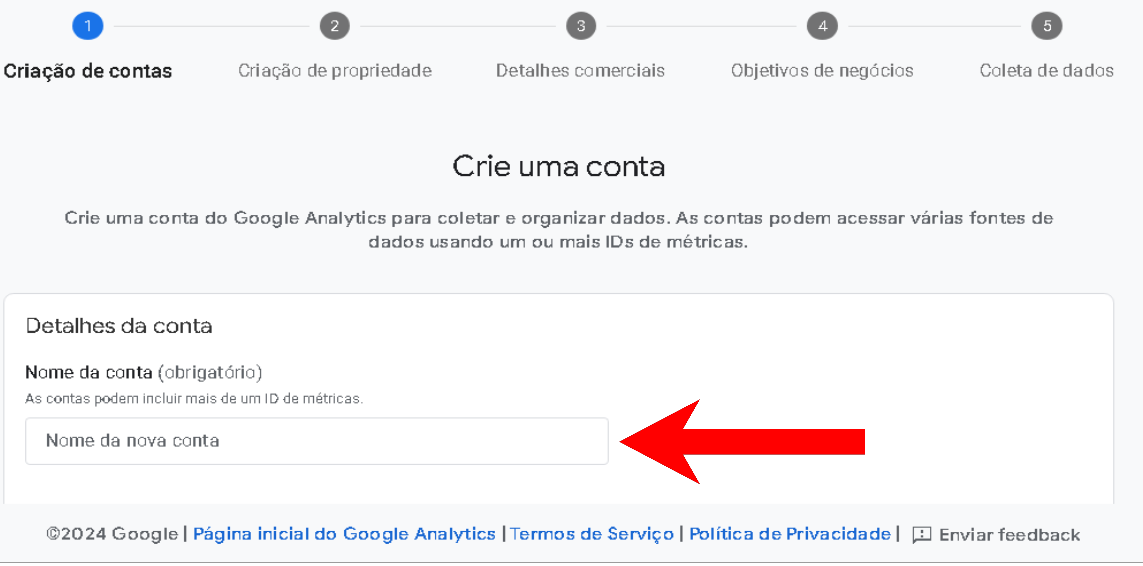 1 2 3 4 5
Criação de contas Criação de propriedade Detalhes comerciais Objetivos de negócios Coleta de dados
Crie uma conta
Crie uma conta do Google Analytics para coletar e organizar dados. As contas podem acessar várias fontes de
dados usando um ou mais IDs de métricas.
Detalhes da conta
Nome da conta (obrigatório)
As contas podem incluir mais de um ID de métricas.
Nome da nova conta
©2024 Google | Página inicial do Google Analytics | Termos de Serviço | Política de Privacidade | Enviar feedback